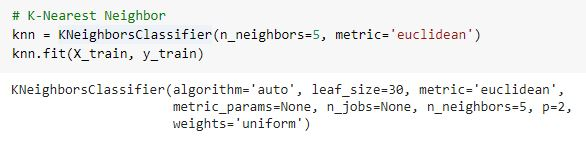 # K-Nearest Neighbor
knn = KNeighborsClassifier(n_neighbors=5, metric='euclidean')
knn.fit(X_train, y_train)
KNeighborsClassifier(algorithm='auto', leaf_size=30, metric='euclidean',
metric_params=None, n_jobs=None, n_neighbors=5, p=2,
weights='uniform')